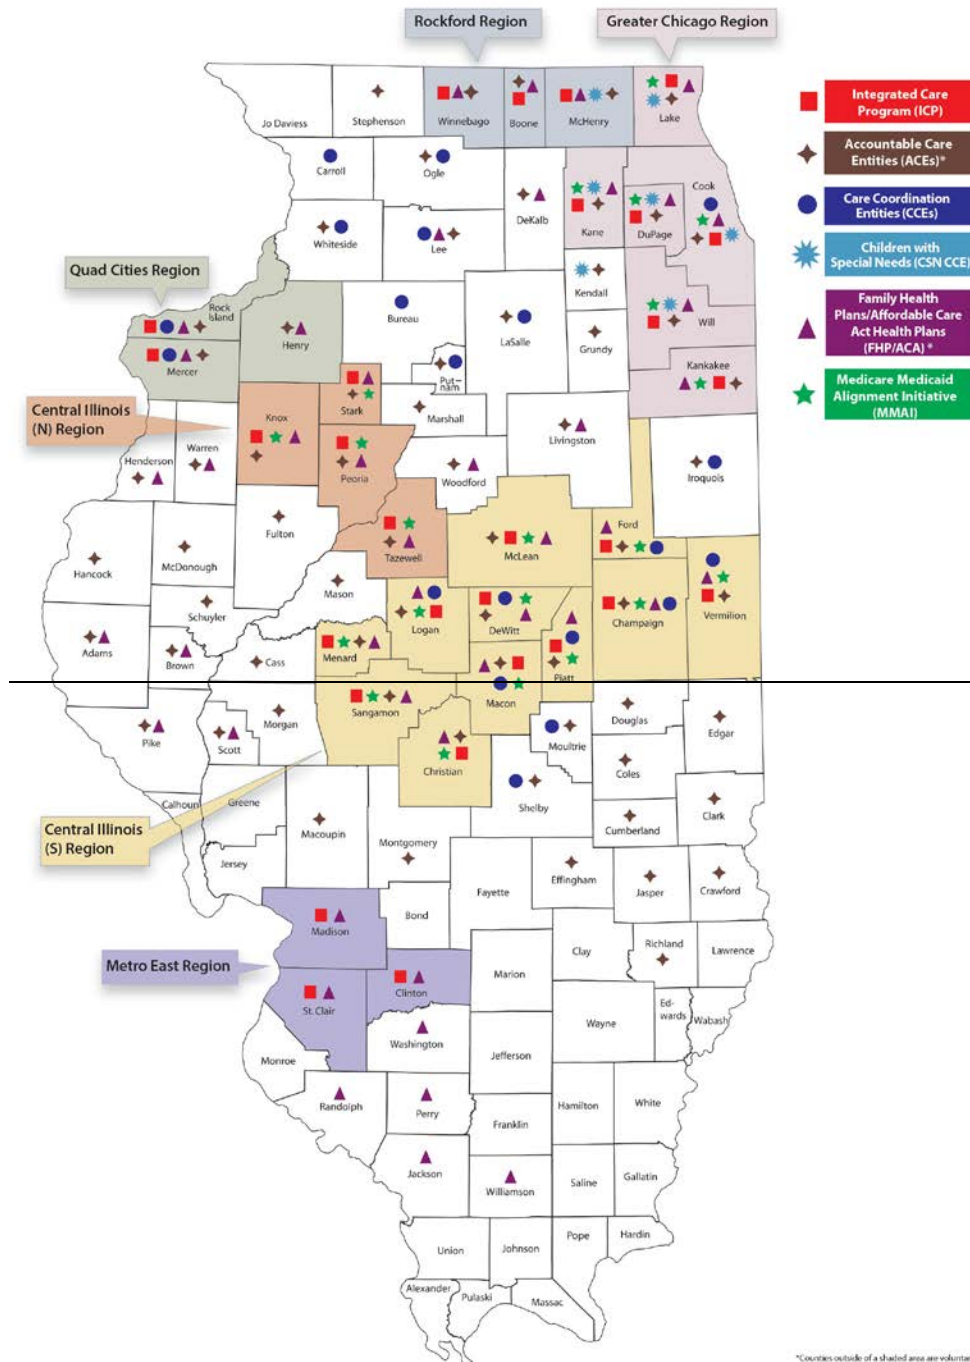 Rockford Region
Greater Chicago Region
Jo Daviess
Stephenson
Winnebago
Boone
McHenry
Lake
Integrated Care
Program (ICP)
Accountable Care
Entities (ACEs)*
Care Coordination
Entities (CCEs)
Children with
Special Needs (CSN CCE)
Family Health
Plans/Affordable Care
Act Health Plans
(FHP/ACA) *
Medicare Medicaid
Alignment Initiative
(MMAI)
Carroll
Ogle
DeKalb
Kane
DuPage
Cook
Whiteside
Lee
Quad Cities Region
Rock
Island
Mercer
Henry
Bureau
LaSalle
Kendall
Grundy
Will
Kankakee
Put-
nam
Stark
Marshall
Central Illinois
(N) Region
Knox
Peoria
Henderson
Warren
Woodford
Livingston
Iroquois
Fulton
Tazewell
McLean
Ford
Hancock
McDonough
Mason
Schuyler
Logan
DeWitt
Champaign
Vermilion
Adams
Brown
Cass
Menard
Piatt
Macon
Sangamon
Pike
Scott
Morgan
Christian
Moultrie
Douglas
Edgar
Coles
Shelby
Calhoun
Greene
Central Illinois
(S) Region
Macoupin
Montgomery
Cumberland
Clark
Jersey
Fayette
Effingham
Jasper
Crawford
Madison
Bond
Clay
Richland
Lawrence
Metro East Region
Marion
Clinton
St. Clair
Ed-
wards
Wabash
Wayne
Washington
Monroe
Jefferson
Randolph
Perry
Hamilton
White
Franklin
Jackson
Williamson
Saline
Gallatin
Union
Johnson
Pope
Hardin
Alexander
Pulaski
Massac
*Counties outside of a shaded area are